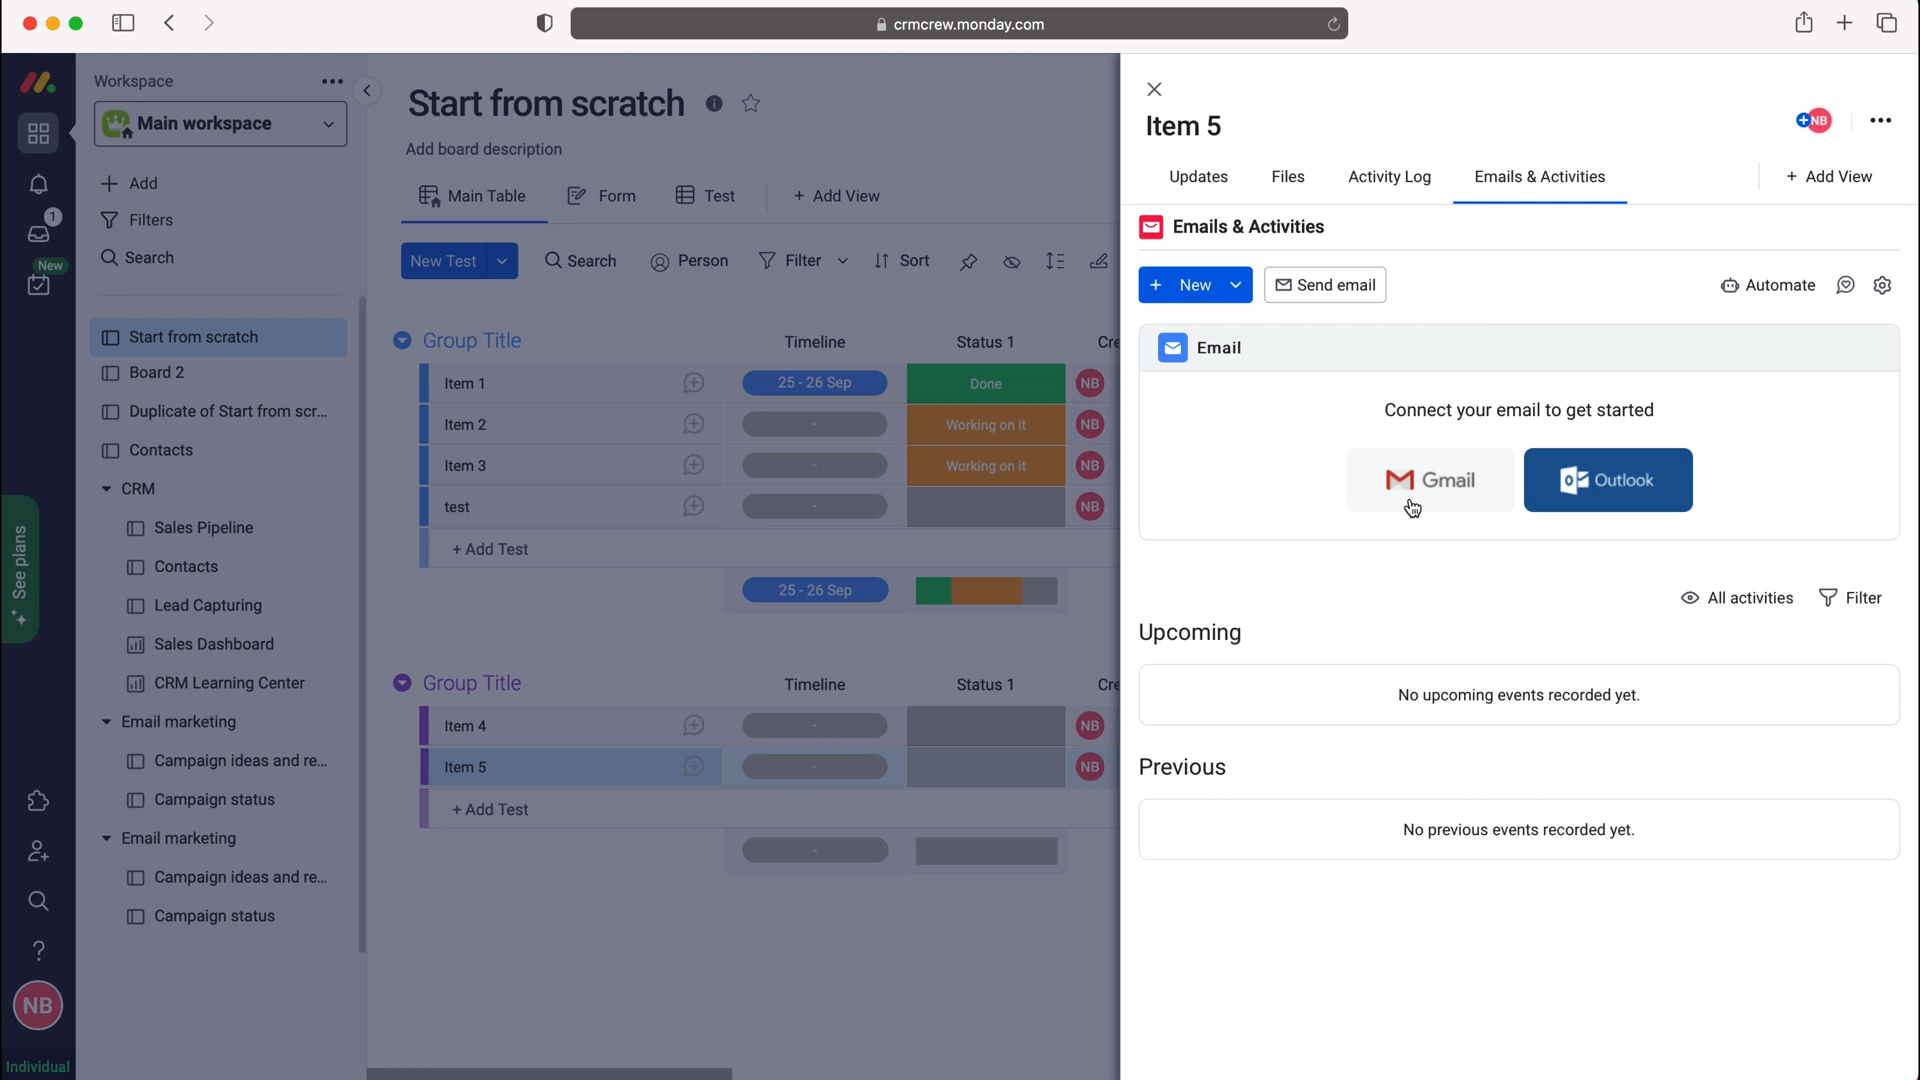 crmcrew.monday.com
Workspace
Main workspace
Add
Filters
1
Search
New
Start from scratch
Board 2
Duplicate of Start from scr...
Contacts
CRM
Sales Pipeline
Contacts
Lead Capturing
Sales Dashboard
CRM Learning Center
Email marketing
Campaign ideas and re...
Campaign status
Email marketing
Campaign ideas and re...
Campaign status
See plans
?
NB
Individual
Start from scratch
Add board description
Main Table
Form
Test
+ Add View
New Test
Search
Person
Filter
Sort
Group Title
Timeline
Status 1
Cre
Item 1
25 - 26 Sep
Done
NB
Item 2
-
Working on it
NB
Item 3
-
Working on it
NB
test
-
NB
+ Add Test
25 - 26 Sep
Group Title
Timeline
Status 1
Cre
Item 4
-
NB
Item 5
-
NB
+ Add Test
-
Item 5
NB
Updates
Files
Activity Log
Emails & Activities
+ Add View
Emails & Activities
+ New
Send email
Automate
Email
Connect your email to get started
Gmail
Outlook
All activities
Filter
Upcoming
No upcoming events recorded yet.
Previous
No previous events recorded yet.